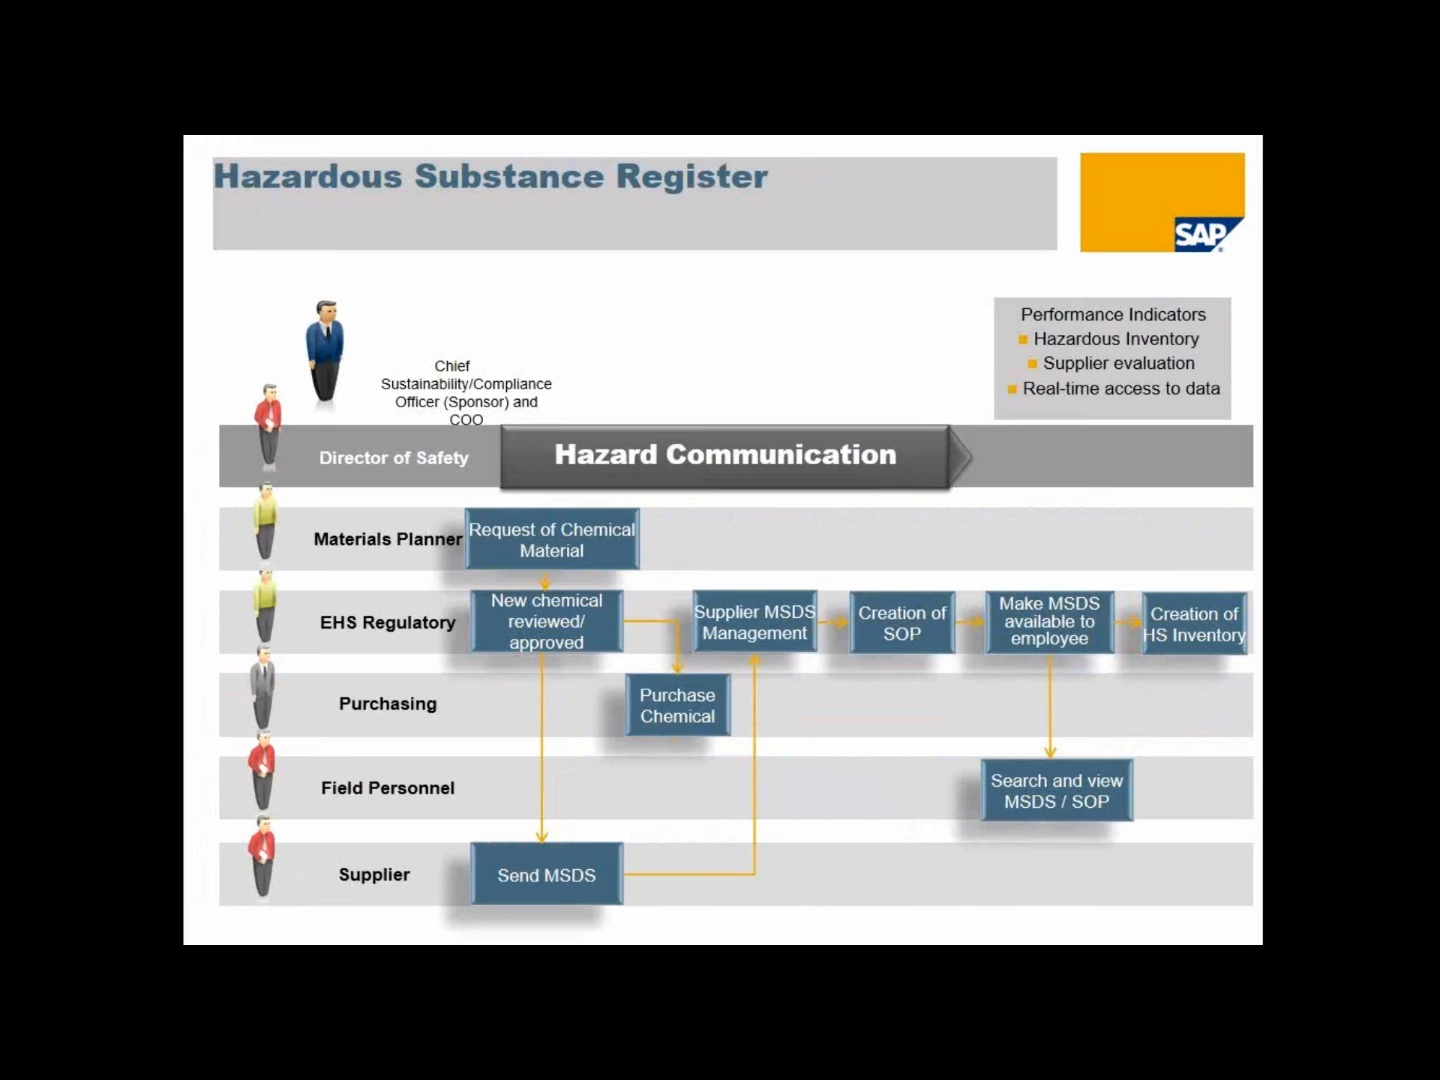 Hazardous Substance Register
SAP
Performance Indicators
Hazardous Inventory
Supplier evaluation
Real-time access to data
Chief
Sustainability/Compliance
Officer (Sponsor) and
COO
Director of Safety
Hazard Communication
Materials Planner
Request of Chemical
Material
EHS Regulatory
New chemical
reviewed/
approved
Supplier MSDS
Management
Creation of
SOP
Make MSDS
available to
employee
Creation of
HS Inventory
Purchasing
Purchase
Chemical
Field Personnel
Search and view
MSDS / SOP
Supplier
Send MSDS